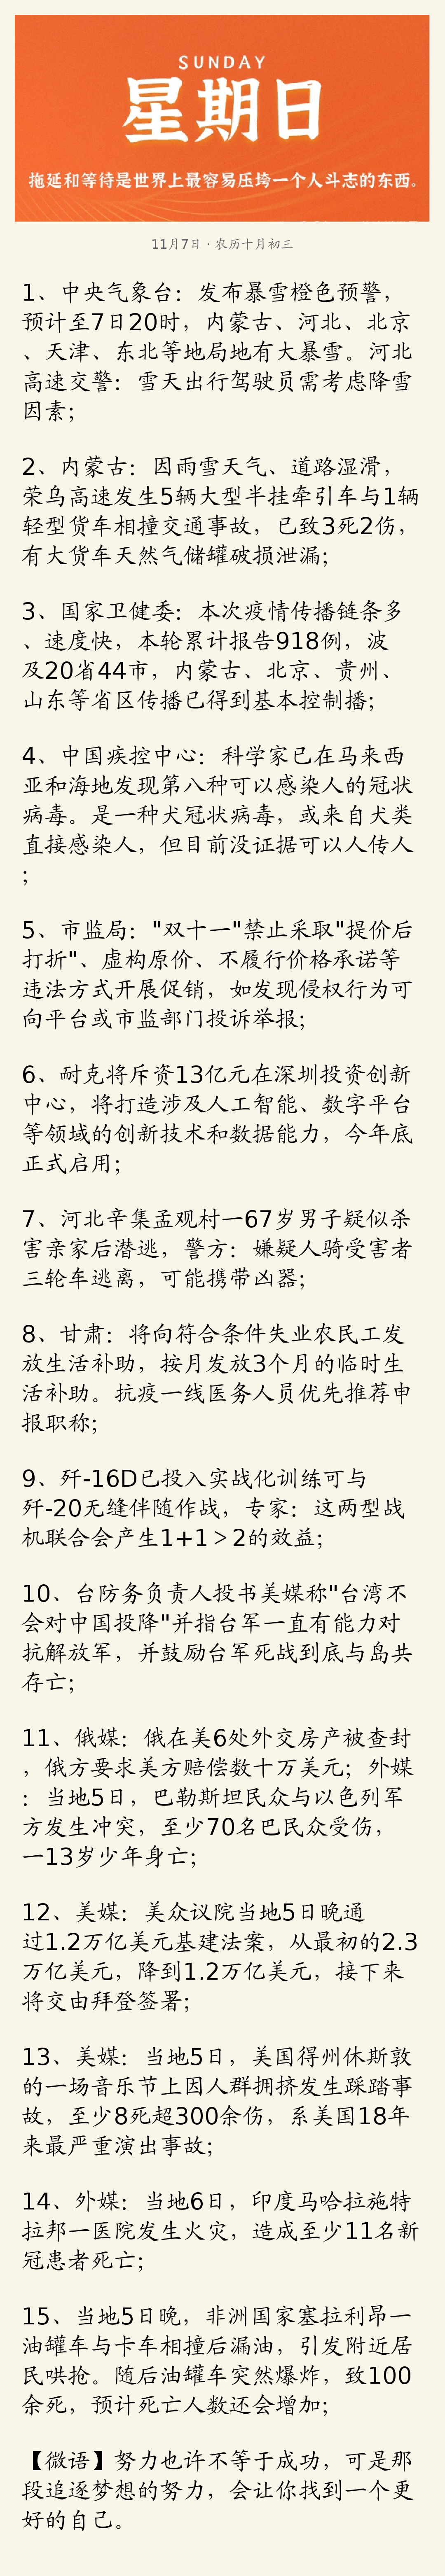 SUNDAY
星期日
拖延和等待是世界上最容易压垮一个人斗志的东西。
11月7日·农历十月初三
1、中央气象台：发布暴雪橙色预警，
预计至7日20时，内蒙古、河北、北京
、天津、东北等地局地有大暴雪。河北
高速交警：雪天出行驾驶员需考虑降雪
因素；
2、内蒙古：因雨雪天气、道路湿滑，
荣乌高速发生5辆大型半挂牵引车与1辆
轻型货车相撞交通事故，已致3死2伤，
有大货车天然气储罐破损泄漏；
3、国家卫健委：本次疫情传播链条多
、速度快，本轮累计报告918例，波
及20省44市，内蒙古、北京、贵州、
山东等省区传播已得到基本控制播；
4、中国疾控中心：科学家已在马来西
亚和海地发现第八种可以感染人的冠状
病毒。是一种犬冠状病毒，或来自犬类
直接感染人，但目前没证据可以人传人
；
5、市监局："双十一"禁止采取"提价后
打折"、虚构原价、不履行价格承诺等
违法方式开展促销，如发现侵权行为可
向平台或市监部门投诉举报；
6、耐克将斥资13亿元在深圳投资创新
中心，将打造涉及人工智能、数字平台
等领域的创新技术和数据能力，今年底
正式启用；
7、河北辛集孟观村一67岁男子疑似杀
害亲家后潜逃，警方：嫌疑人骑受害者
三轮车逃离，可能携带凶器；
8、甘肃：将向符合条件失业农民工发
放生活补助，按月发放3个月的临时生
活补助。抗疫一线医务人员优先推荐申
报职称；
9、歼-16D已投入实战化训练可与
歼-20无缝伴随作战，专家：这两型战
机联合会产生1+1＞2的效益；
10、台防务负责人投书美媒称"台湾不
会对中国投降"并指台军一直有能力对
抗解放军，并鼓励台军死战到底与岛共
存亡；
11、俄媒：俄在美6处外交房产被查封
，俄方要求美方赔偿数十万美元；外媒
：当地5日，巴勒斯坦民众与以色列军
方发生冲突，至少70名巴民众受伤，
一13岁少年身亡；
12、美媒：美众议院当地5日晚通
过1.2万亿美元基建法案，从最初的2.3
万亿美元，降到1.2万亿美元，接下来
将交由拜登签署；
13、美媒：当地5日，美国得州休斯敦
的一场音乐节上因人群拥挤发生踩踏事
故，至少8死超300余伤，系美国18年
来最严重演出事故；
14、外媒：当地6日，印度马哈拉施特
拉邦一医院发生火灾，造成至少11名新
冠患者死亡；
15、当地5日晚，非洲国家塞拉利昂一
油罐车与卡车相撞后漏油，引发附近居
民哄抢。随后油罐车突然爆炸，致100
余死，预计死亡人数还会增加；
【微语】努力也许不等于成功，可是那
段追逐梦想的努力，会让你找到一个更
好的自己。